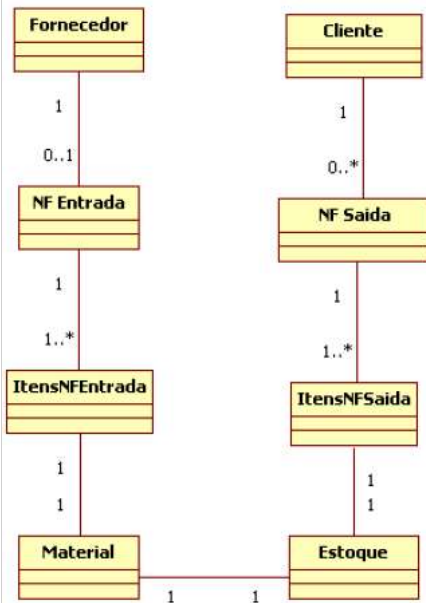 Fornecedor
Cliente
1
1
0..1
0..*
NF Entrada
NF Saida
1
1
1..*
1..*
ItensNFEntrada
ItensNFSaida
1
1
1
1
Material
Estoque
1
1